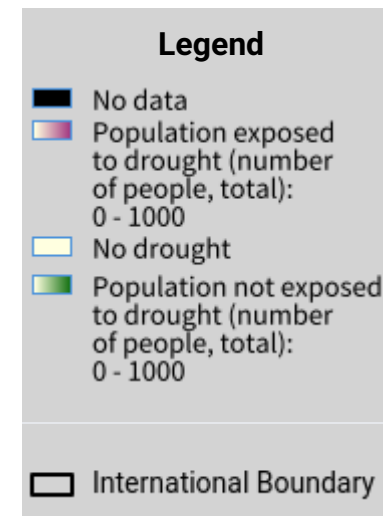 Legend
No data
Population exposed
to drought (number
of people, total):
0 - 1000
No drought
Population not exposed
to drought (number
of people, total):
0 - 1000
International Boundary